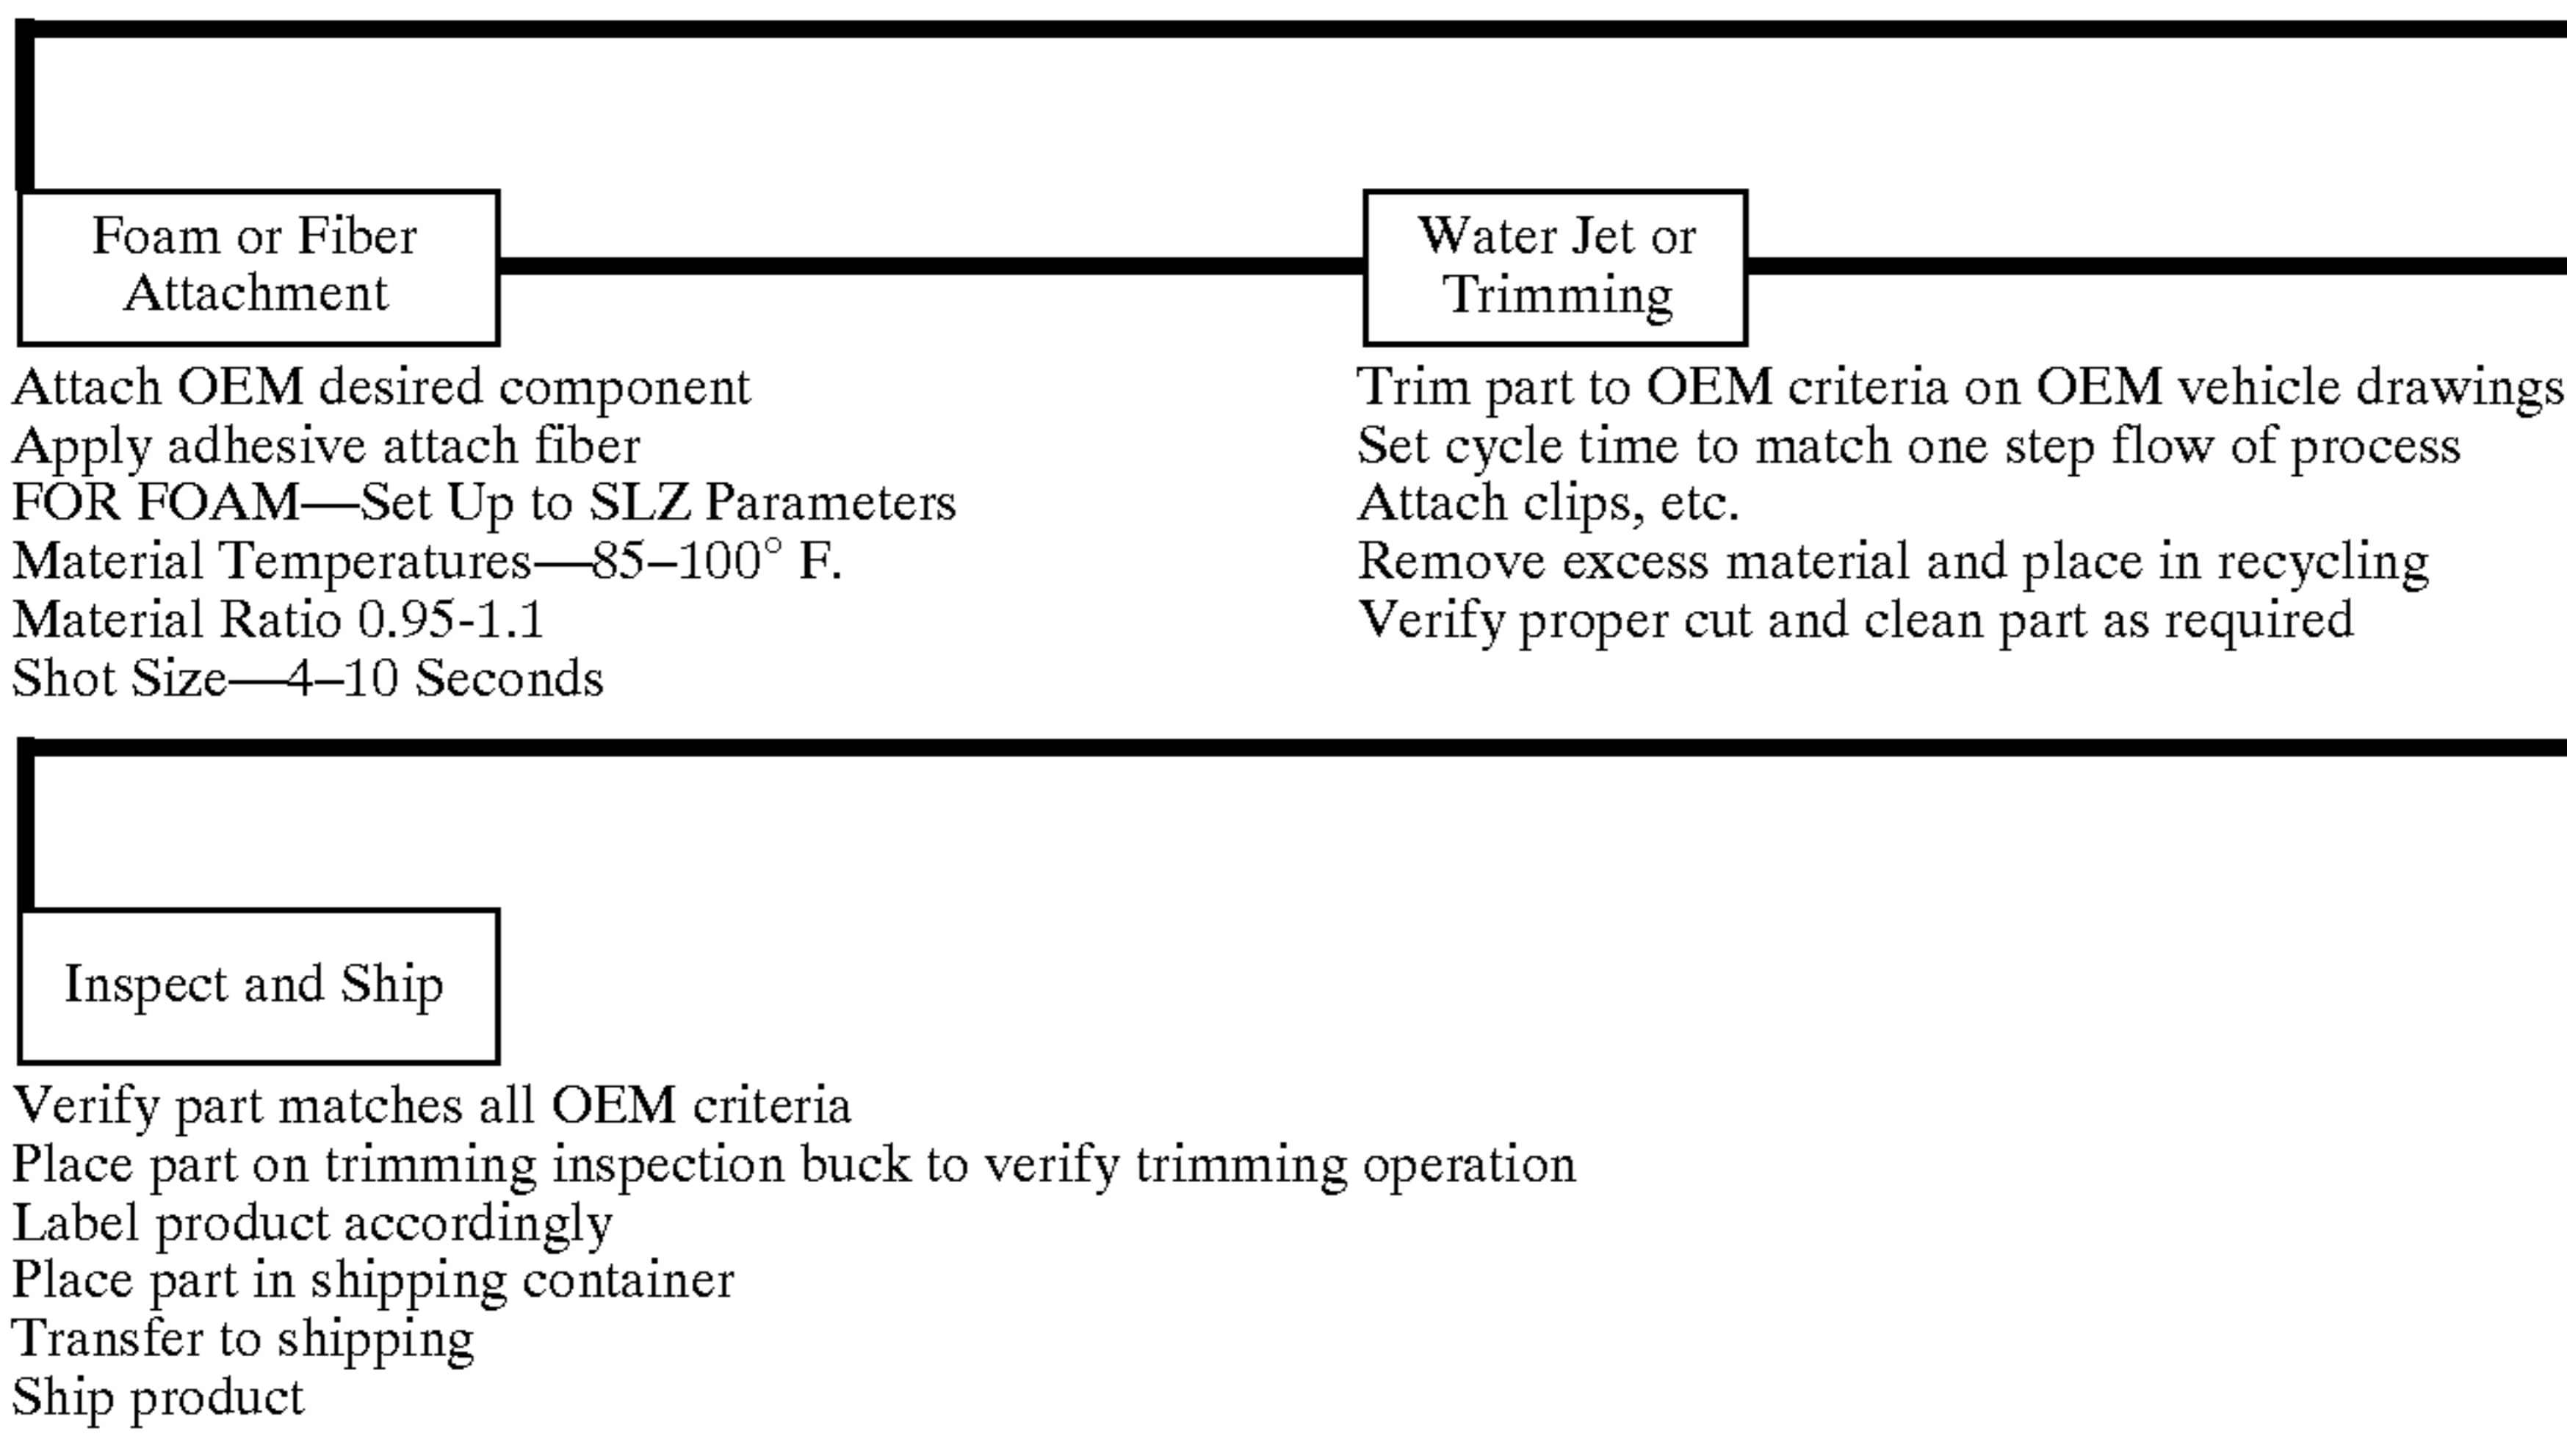 Foam or Fiber
Attachment
Attach OEM desired component
Apply adhesive attach fiber
FOR FOAM—Set Up to SLZ Parameters
Material Temperatures—85–100° F.
Material Ratio 0.95-1.1
Shot Size—4–10 Seconds
Water Jet or
Trimming
Trim part to OEM criteria on OEM vehicle drawings
Set cycle time to match one step flow of process
Attach clips, etc.
Remove excess material and place in recycling
Verify proper cut and clean part as required
Inspect and Ship
Verify part matches all OEM criteria
Place part on trimming inspection buck to verify trimming operation
Label product accordingly
Place part in shipping container
Transfer to shipping
Ship product